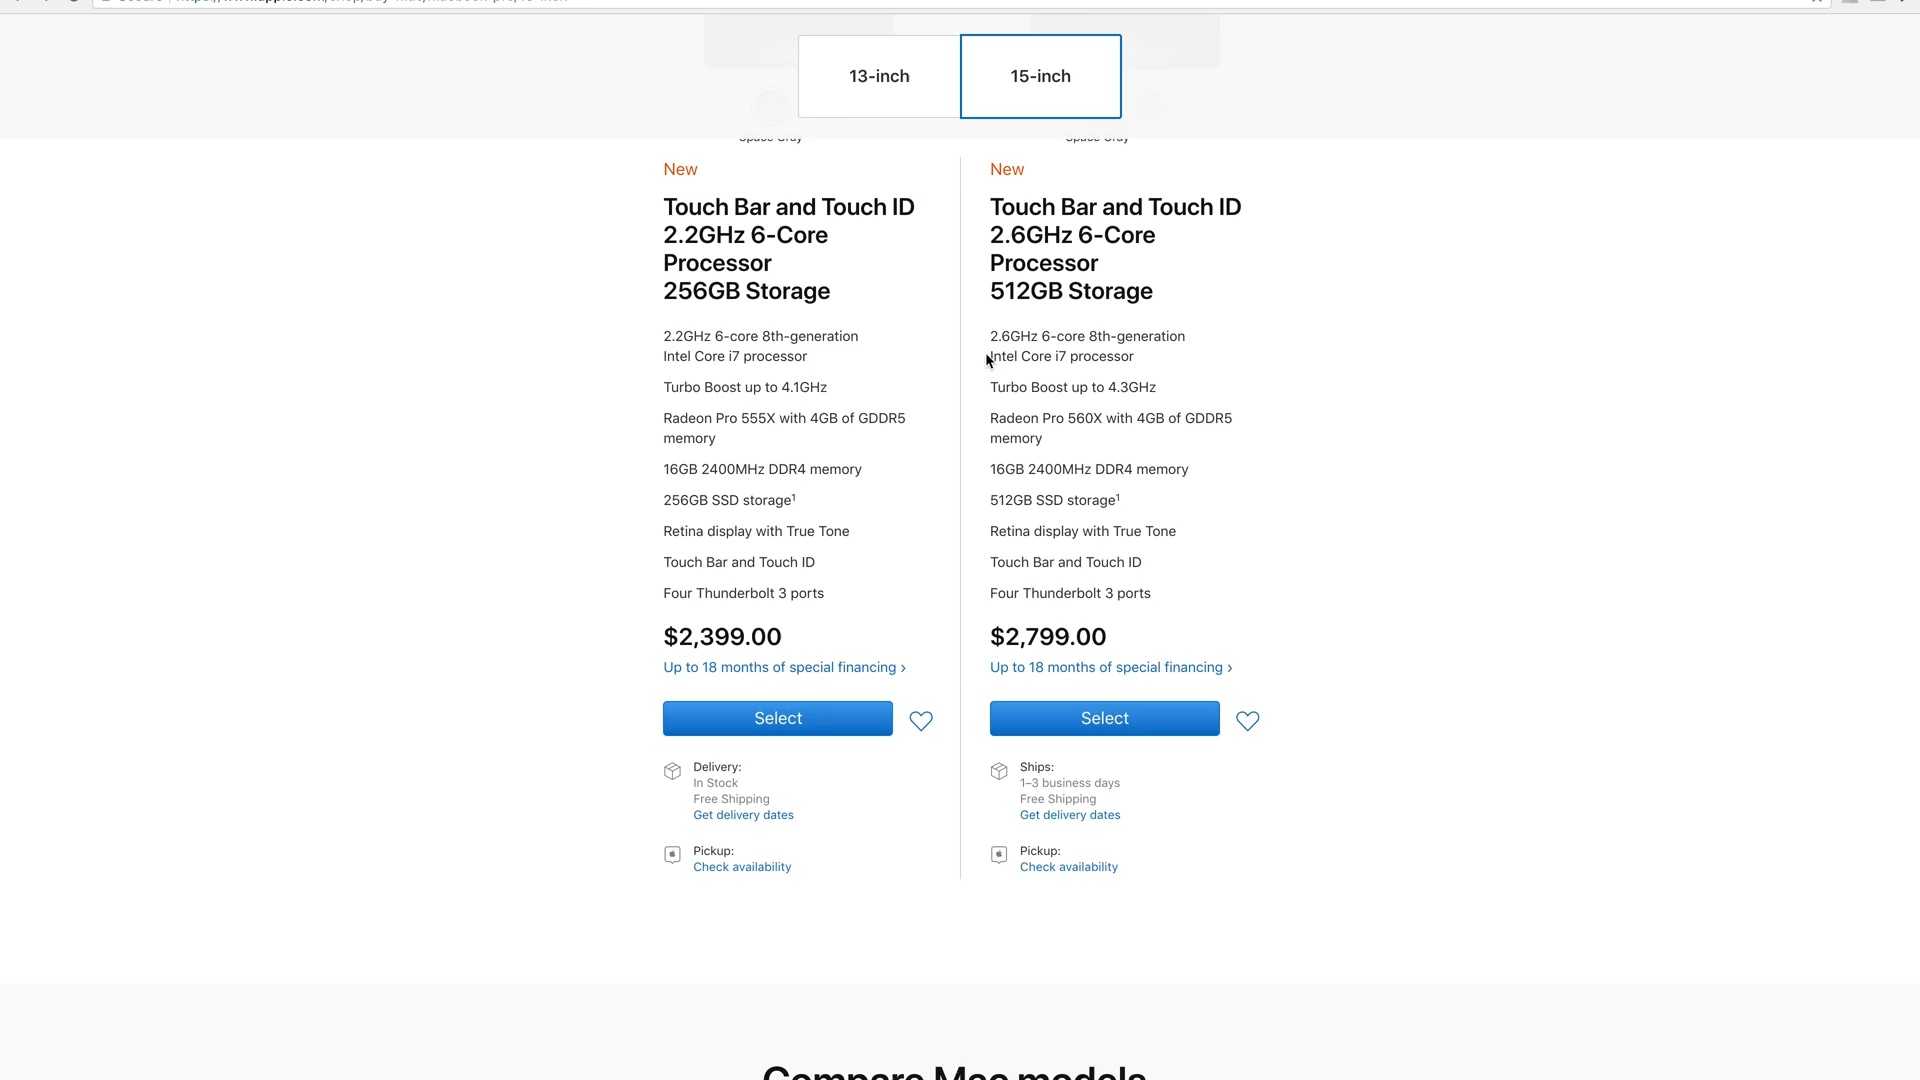 13-inch
15-inch
New
Touch Bar and Touch ID
2.2GHz 6-Core
Processor
256GB Storage
2.2GHz 6-core 8th-generation
Intel Core i7 processor
Turbo Boost up to 4.1GHz
Radeon Pro 555X with 4GB of GDDR5
memory
16GB 2400MHz DDR4 memory
256GB SSD storage¹
Retina display with True Tone
Touch Bar and Touch ID
Four Thunderbolt 3 ports
$2,399.00
Up to 18 months of special financing ›
Select
Delivery:
In Stock
Free Shipping
Get delivery dates
Pickup:
Check availability
New
Touch Bar and Touch ID
2.6GHz 6-Core
Processor
512GB Storage
2.6GHz 6-core 8th-generation
Intel Core i7 processor
Turbo Boost up to 4.3GHz
Radeon Pro 560X with 4GB of GDDR5
memory
16GB 2400MHz DDR4 memory
512GB SSD storage¹
Retina display with True Tone
Touch Bar and Touch ID
Four Thunderbolt 3 ports
$2,799.00
Up to 18 months of special financing ›
Select
Ships:
1–3 business days
Free Shipping
Get delivery dates
Pickup:
Check availability
Compare Mac models